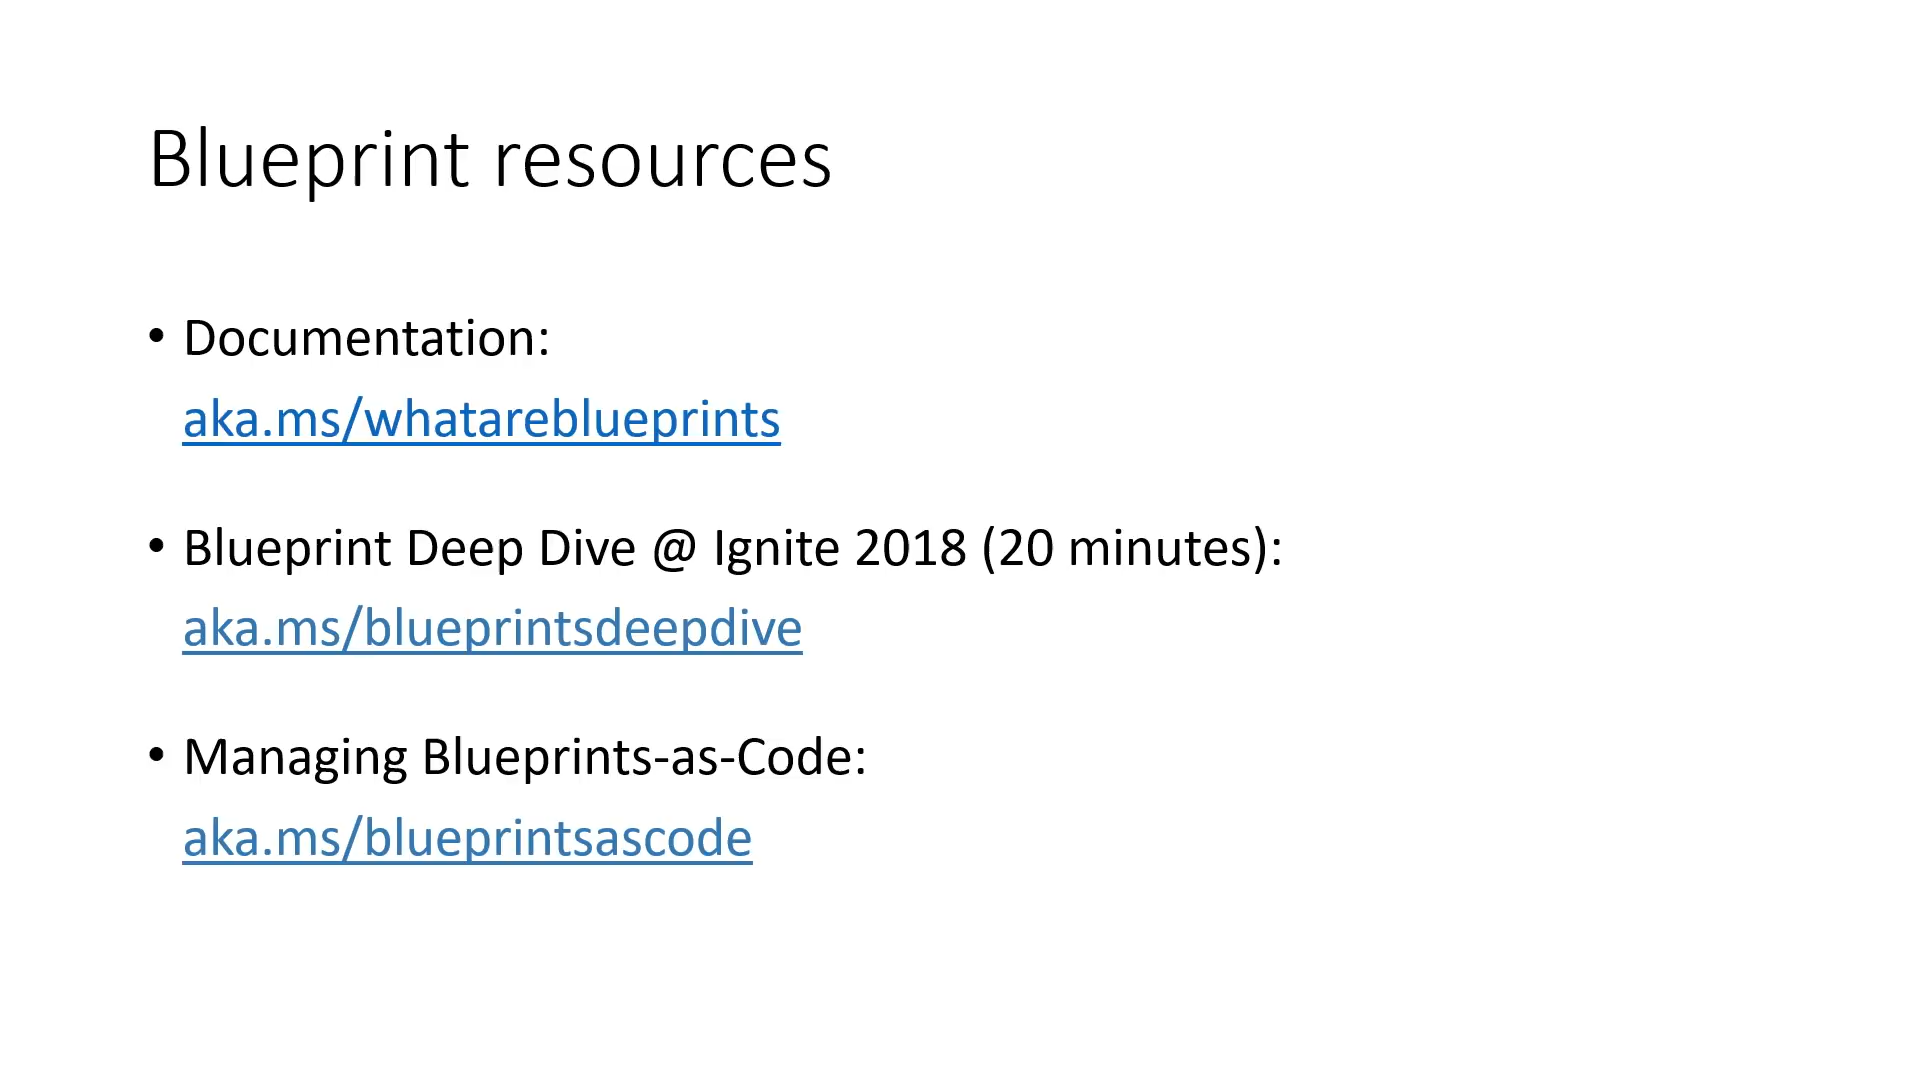 Blueprint resources
• Documentation:
aka.ms/whatareblueprints
• Blueprint Deep Dive @ Ignite 2018 (20 minutes):
aka.ms/blueprintsdeepdive
• Managing Blueprints-as-Code:
aka.ms/blueprintsascode